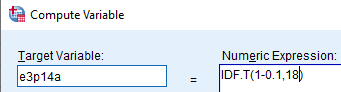 Compute Variable
Target Variable: Numeric Expression:
e3p14a = IDF.T(1-0.1,18)